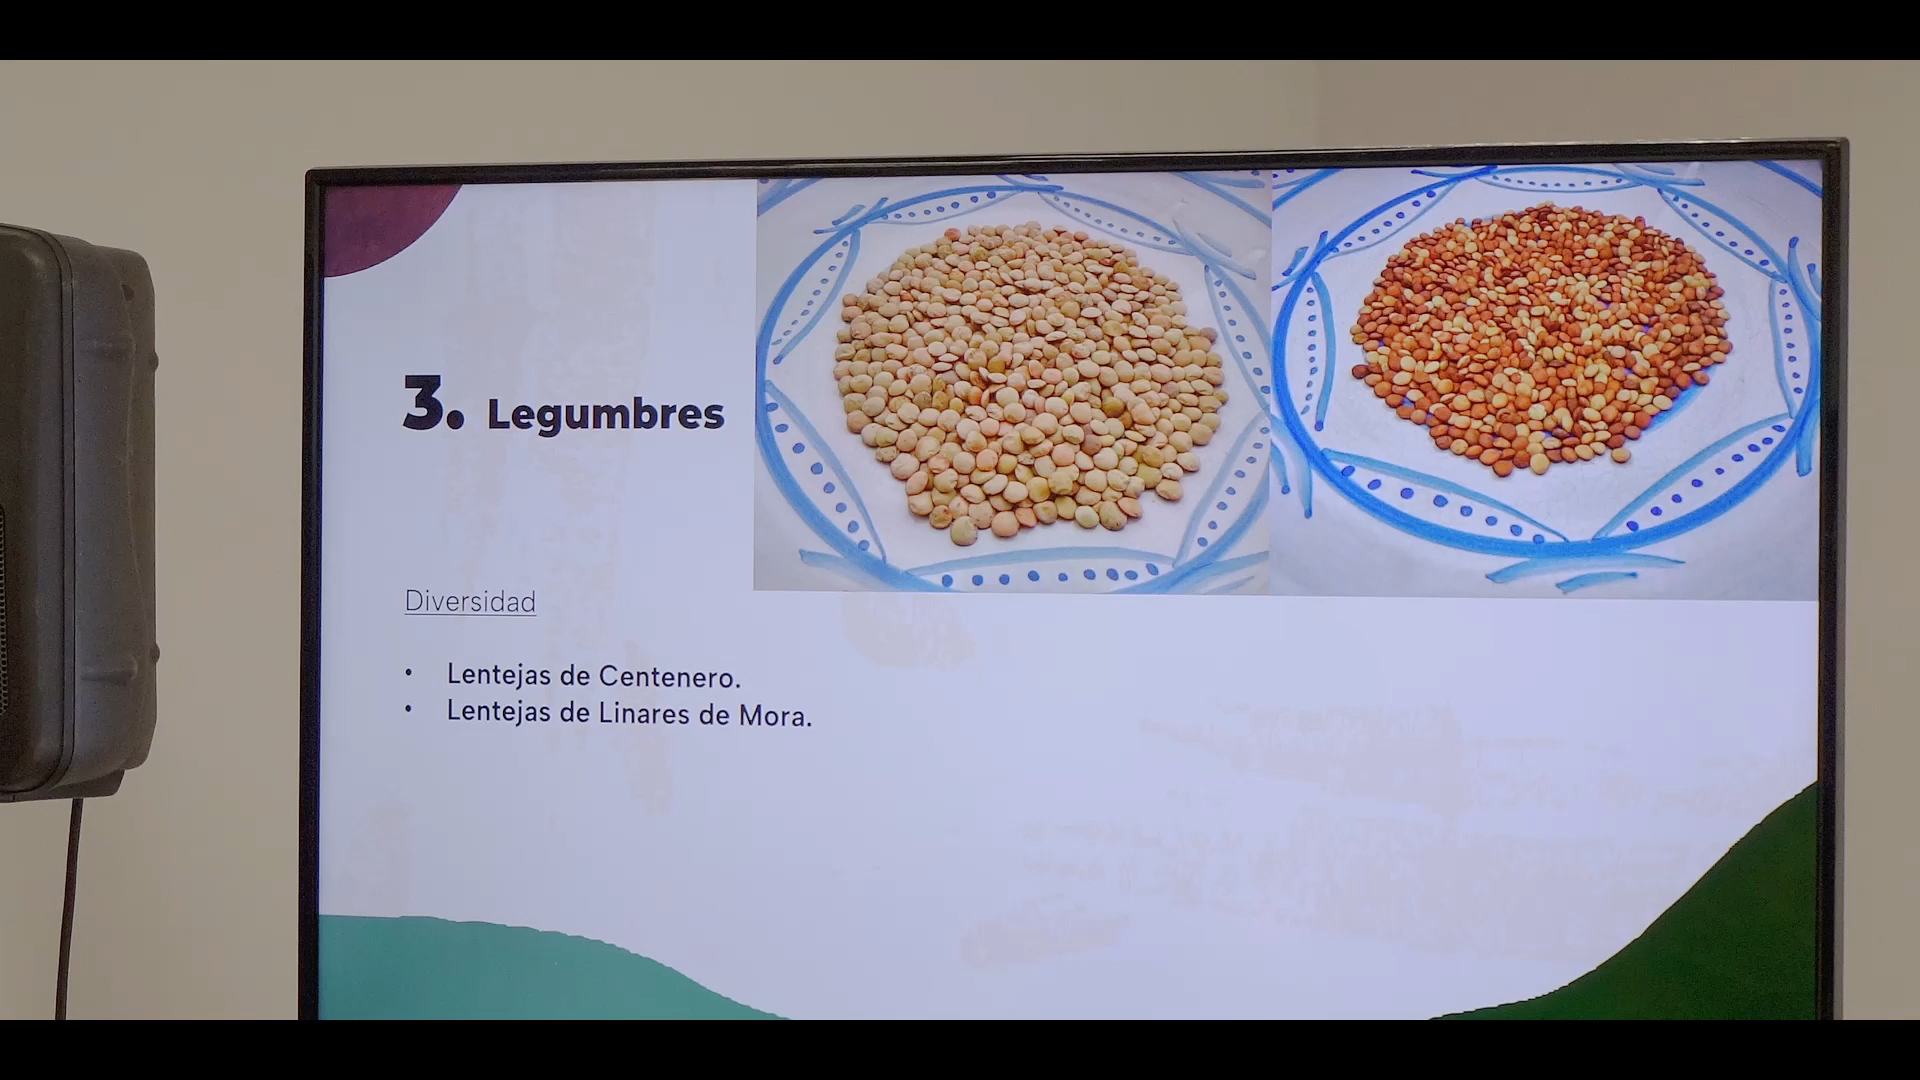 3. Legumbres
Diversidad
• Lentejas de Centenero.
• Lentejas de Linares de Mora.